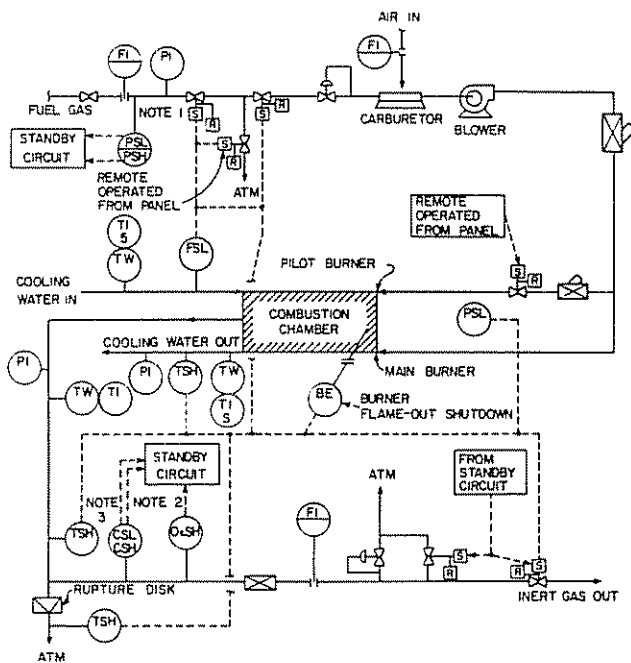 AIR IN
FI
FI
PI
FUEL GAS
NOTE 1
S
R
S
R
CARBURETOR
BLOWER
STANDBY
CIRCUIT
PSL
PSH
S
R
REMOTE
OPERATED
FROM PANEL
ATM
REMOTE
OPERATED
FROM PANEL
TI
5
TW
FSL
S
R
COOLING
WATER IN
PILOT BURNER
COMBUSTION
CHAMBER
PSL
COOLING WATER OUT
MAIN BURNER
PI
PI
TSH
TW
TI
5
TW
TI
BE
BURNER
FLAME-OUT SHUTDOWN
STANDBY
CIRCUIT
ATM
FROM
STANDBY
CIRCUIT
NOTE
3
NOTE 2
TSH
CSL
CSH
O2SH
FI
S
R
S
R
INERT GAS OUT
RUPTURE DISK
TSH
ATM